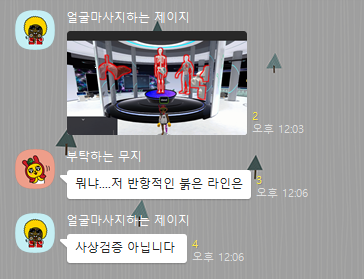 얼굴마사지하는 제이지
2
오후 12:03
부탁하는 무지
뭐냐....저 반항적인 붉은 라인은
3
오후 12:06
얼굴마사지하는 제이지
사상검증 아닙니다
4
오후 12:06